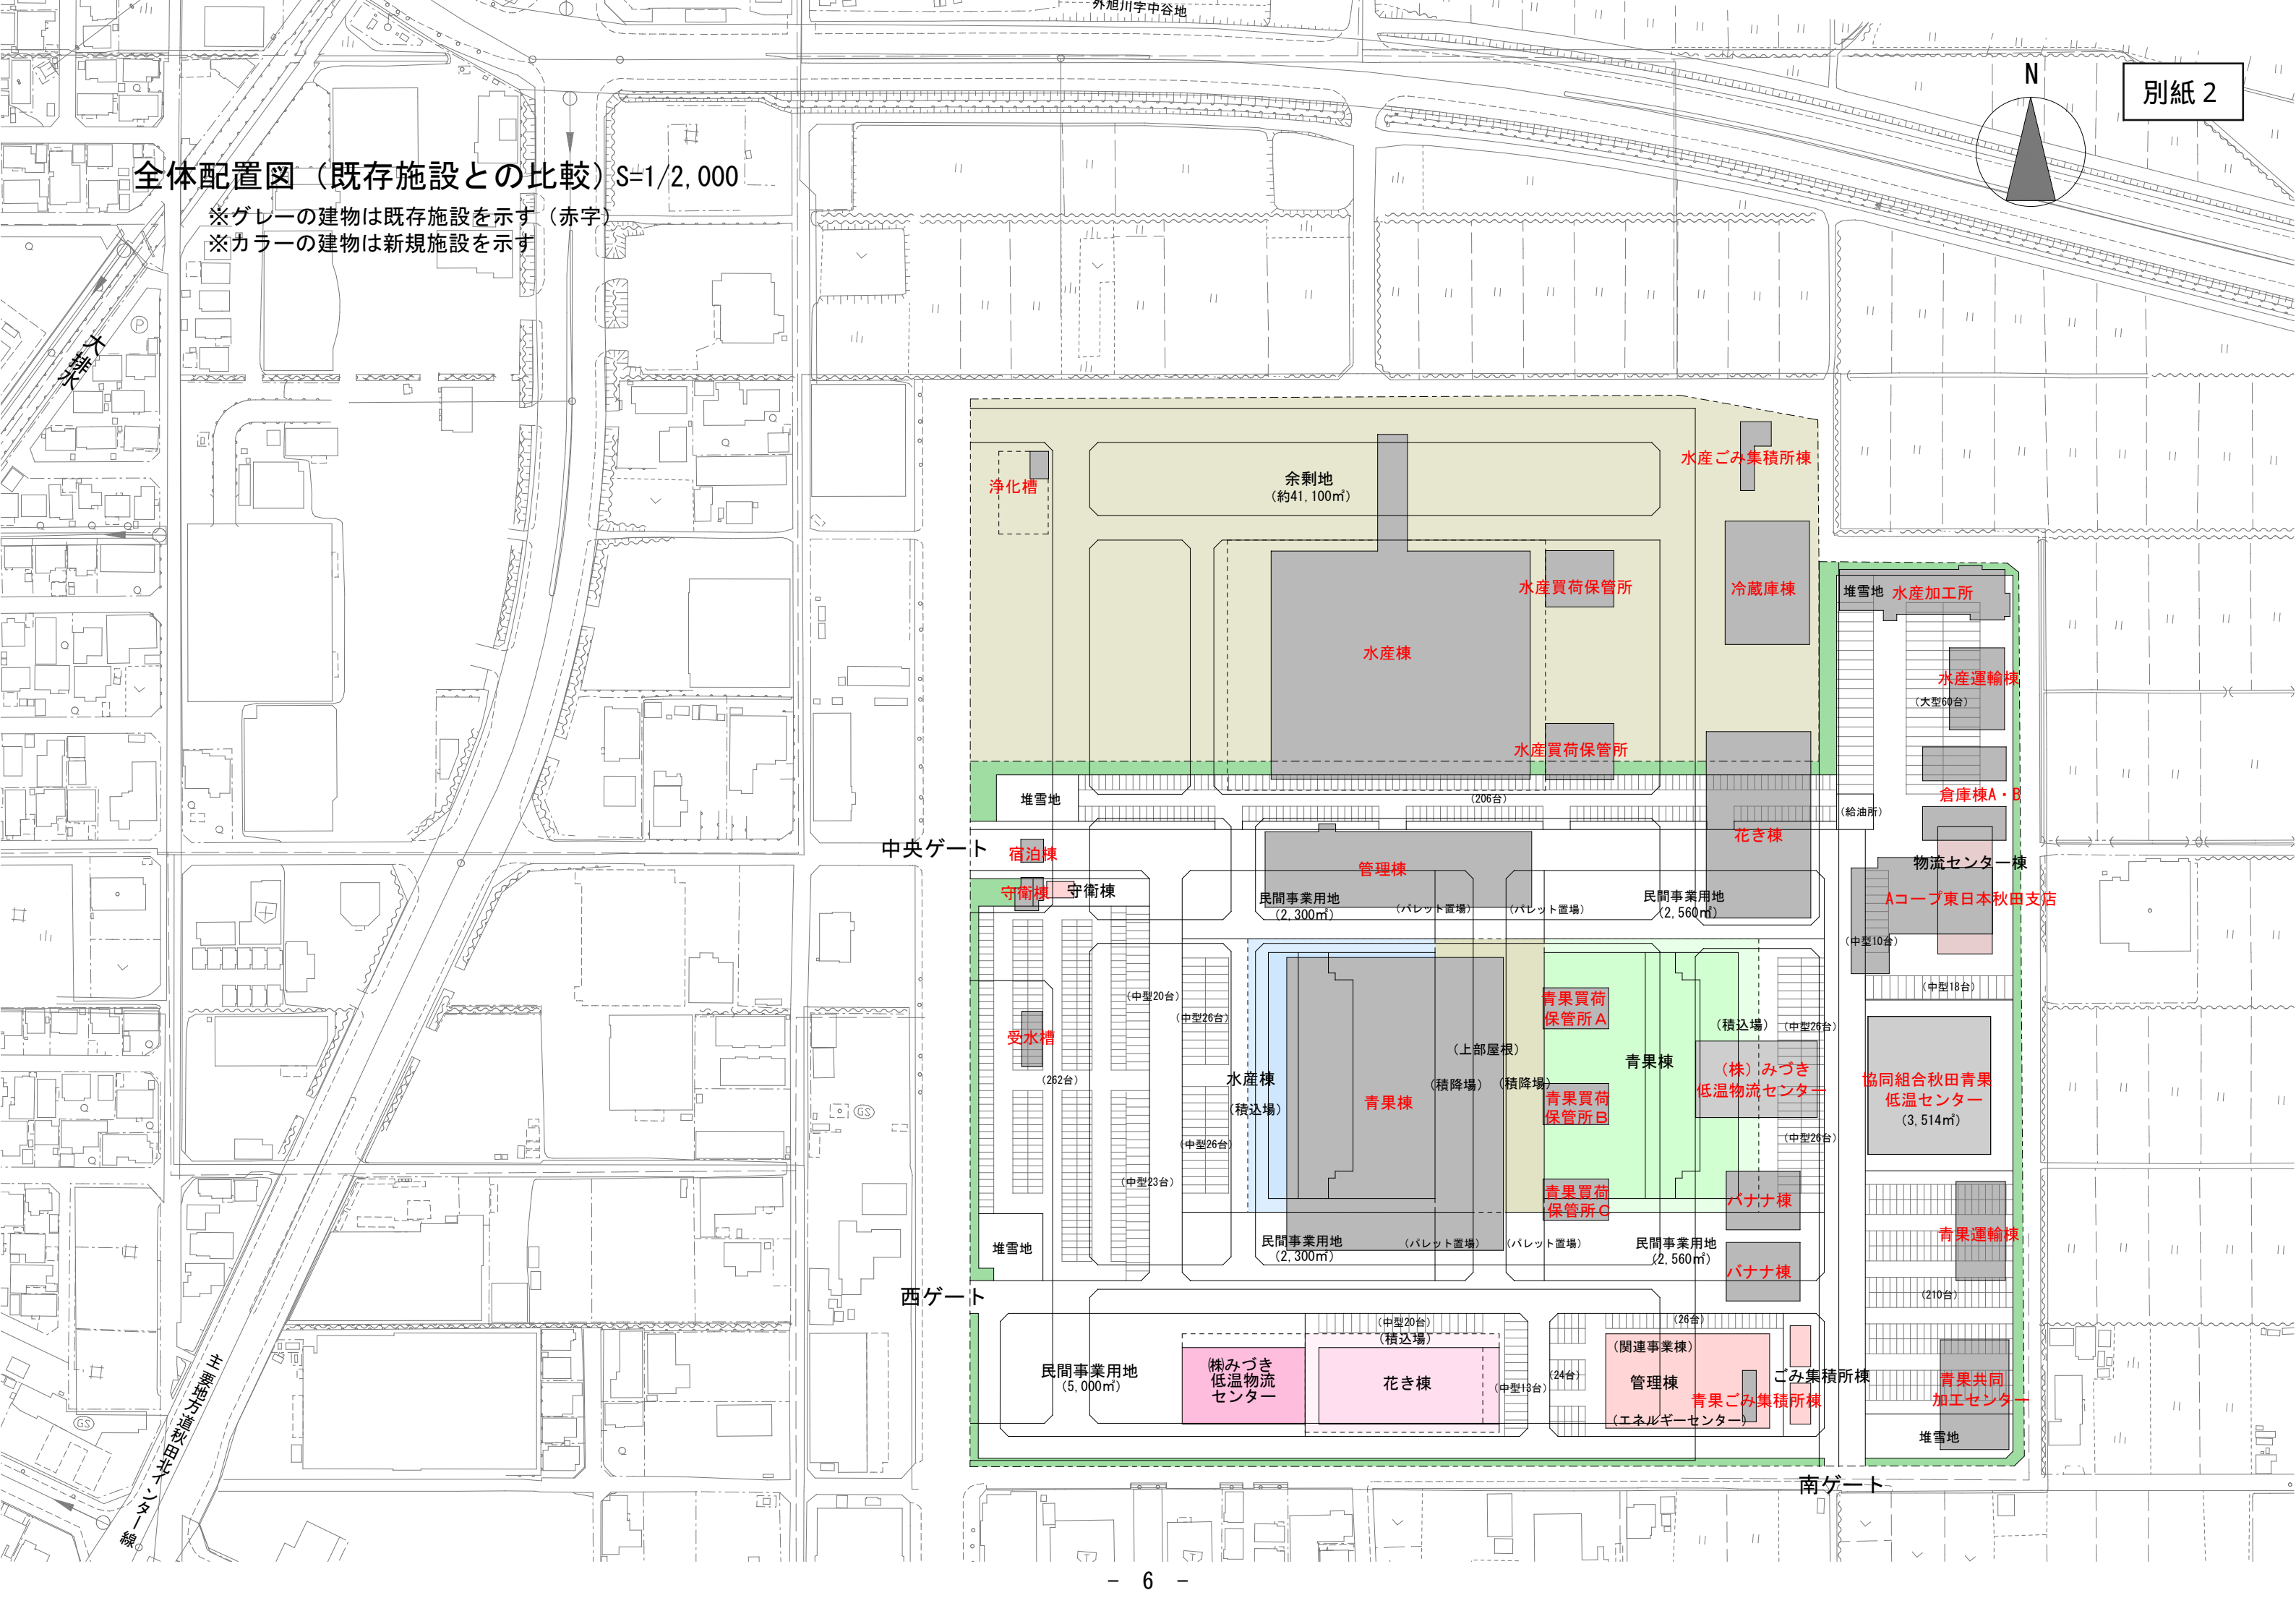 外旭川字中谷地
N
別紙２
全体配置図（既存施設との比較）S=1/2,000
※グレーの建物は既存施設を示す（赤字）
※カラーの建物は新規施設を示す
大排水
P
水産ごみ集積所棟
浄化槽
余剰地
（約41,100㎡）
水産買荷保管所
冷蔵庫棟
堆雪地
水産加工所
水産棟
水産運輸棟
（大型60台）
水産買荷保管所
堆雪地
（206台）
倉庫棟A・B
（給油所）
中央ゲート
宿泊棟
花き棟
管理棟
物流センター棟
守衛棟
守衛棟
民間事業用地
（2,300㎡）
（パレット置場）
（パレット置場）
民間事業用地
（2,560㎡）
Aコープ東日本秋田支店
（中型10台）
（中型18台）
（中型20台）
（中型26台）
青果買荷
保管所Ａ
（積込場）
（中型26台）
受水槽
（262台）
（上部屋根）
青果棟
水産棟
（積込場）
（積降場）
（積降場）
（株）みづき
低温物流センター
協同組合秋田青果
低温センター
（3,514㎡）
青果棟
青果買荷
保管所Ｂ
GS
（中型26台）
（中型26台）
（中型23台）
青果買荷
保管所Ｃ
バナナ棟
青果運輸棟
堆雪地
民間事業用地
（2,300㎡）
（パレット置場）
（パレット置場）
民間事業用地
（2,560㎡）
バナナ棟
西ゲート
（210台）
（中型20台）
（積込場）
（26台）
（関連事業棟）
民間事業用地
（5,000㎡）
㈱みづき
低温物流
センター
花き棟
（中型13台）
（24台）
管理棟
ごみ集積所棟
青果ごみ集積所棟
（エネルギーセンター）
青果共同
加工センター
堆雪地
GS
主要地方道秋田北インター線
南ゲート
- 6 -